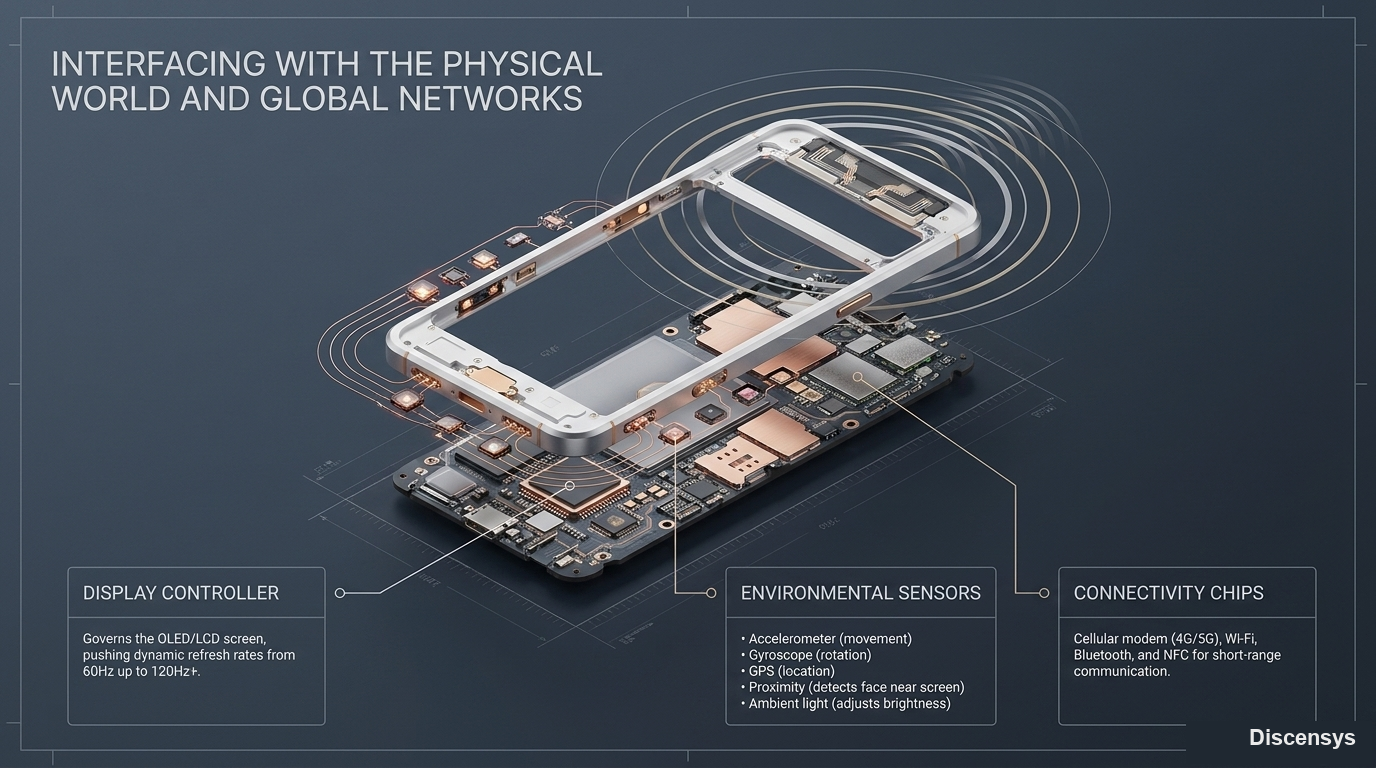 INTERFACING WITH THE PHYSICAL
WORLD AND GLOBAL NETWORKS
DISPLAY CONTROLLER
Governs the OLED/LCD screen,
pushing dynamic refresh rates from
60Hz up to 120Hz+.
ENVIRONMENTAL SENSORS
• Accelerometer (movement)
• Gyroscope (rotation)
• GPS (location)
• Proximity (detects face near screen)
• Ambient light (adjusts brightness)
CONNECTIVITY CHIPS
Cellular modem (4G/5G), Wi-Fi,
Bluetooth, and NFC for short-range
communication.
Discensys